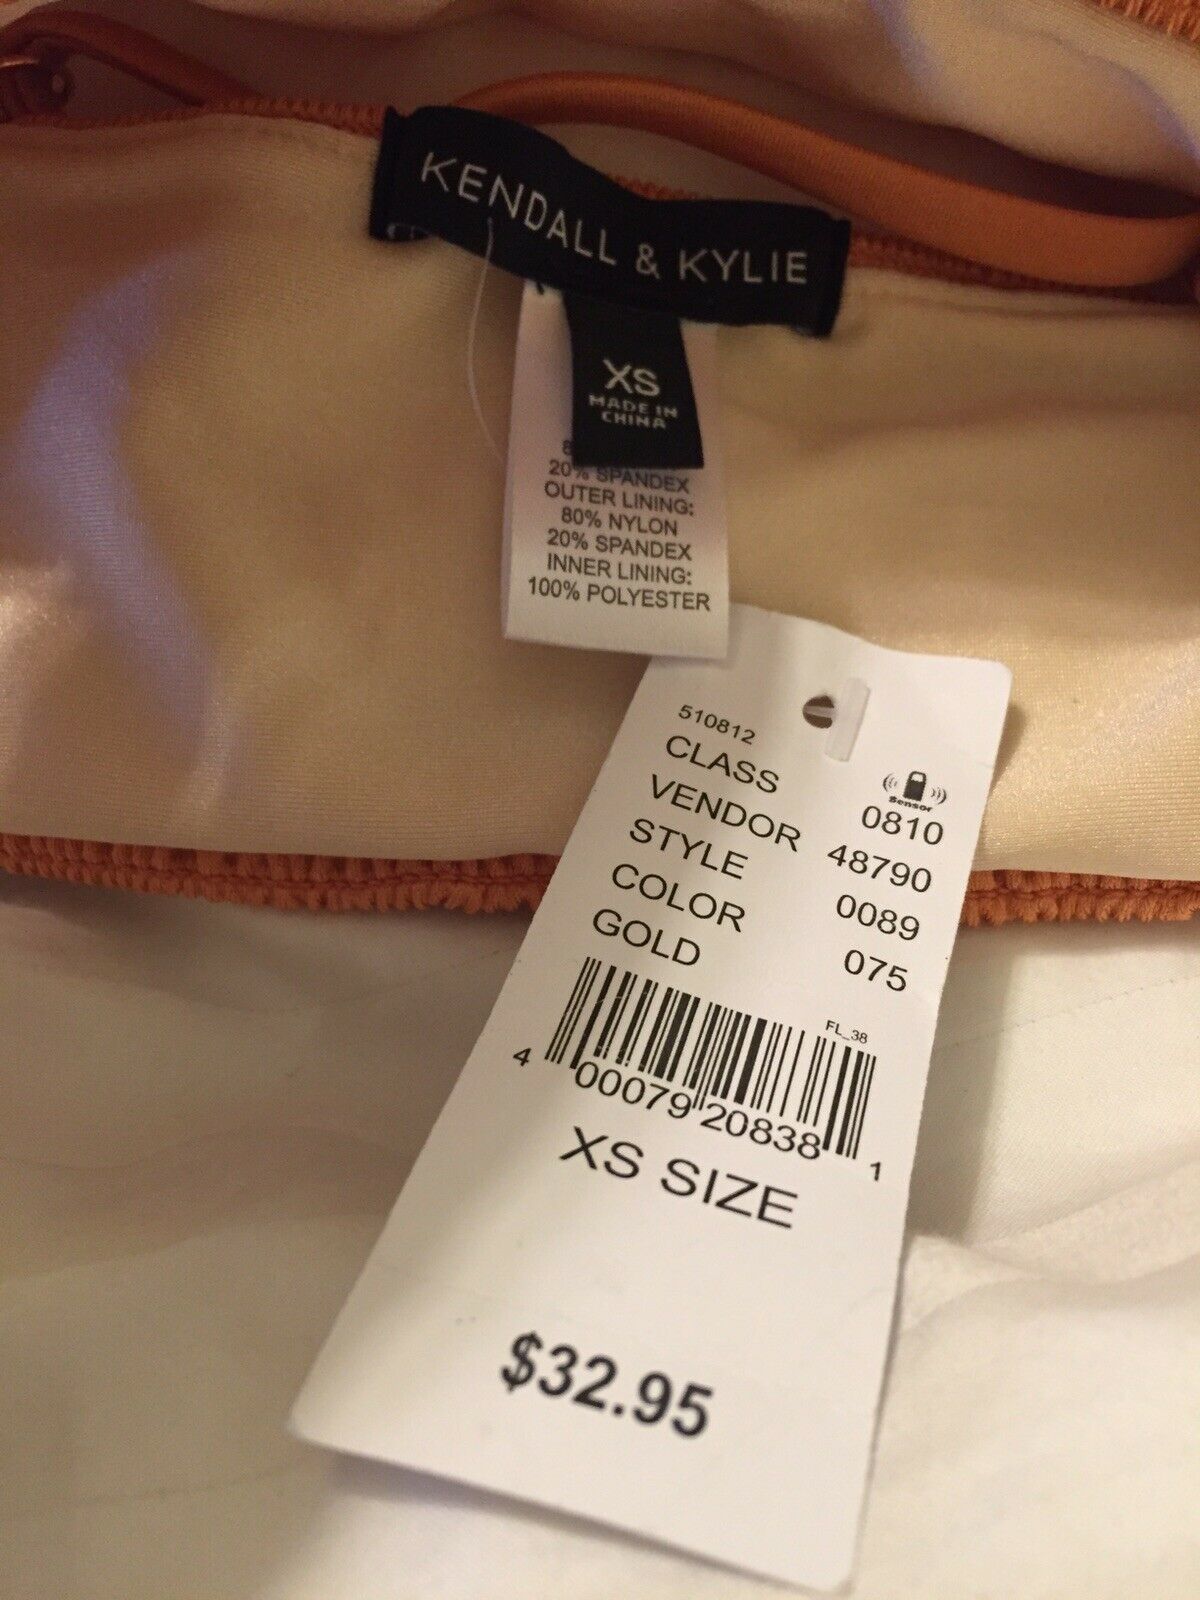 KENDALL & KYLIE
XS
MADE IN
CHINA
20% SPANDEX
OUTER LINING:
80% NYLON
20% SPANDEX
INNER LINING:
100% POLYESTER
510812
Sensor
CLASS 0810
VENDOR 48790
STYLE 0089
COLOR 075
GOLD
FL_38
4 00079 20838 1
XS SIZE
$32.95